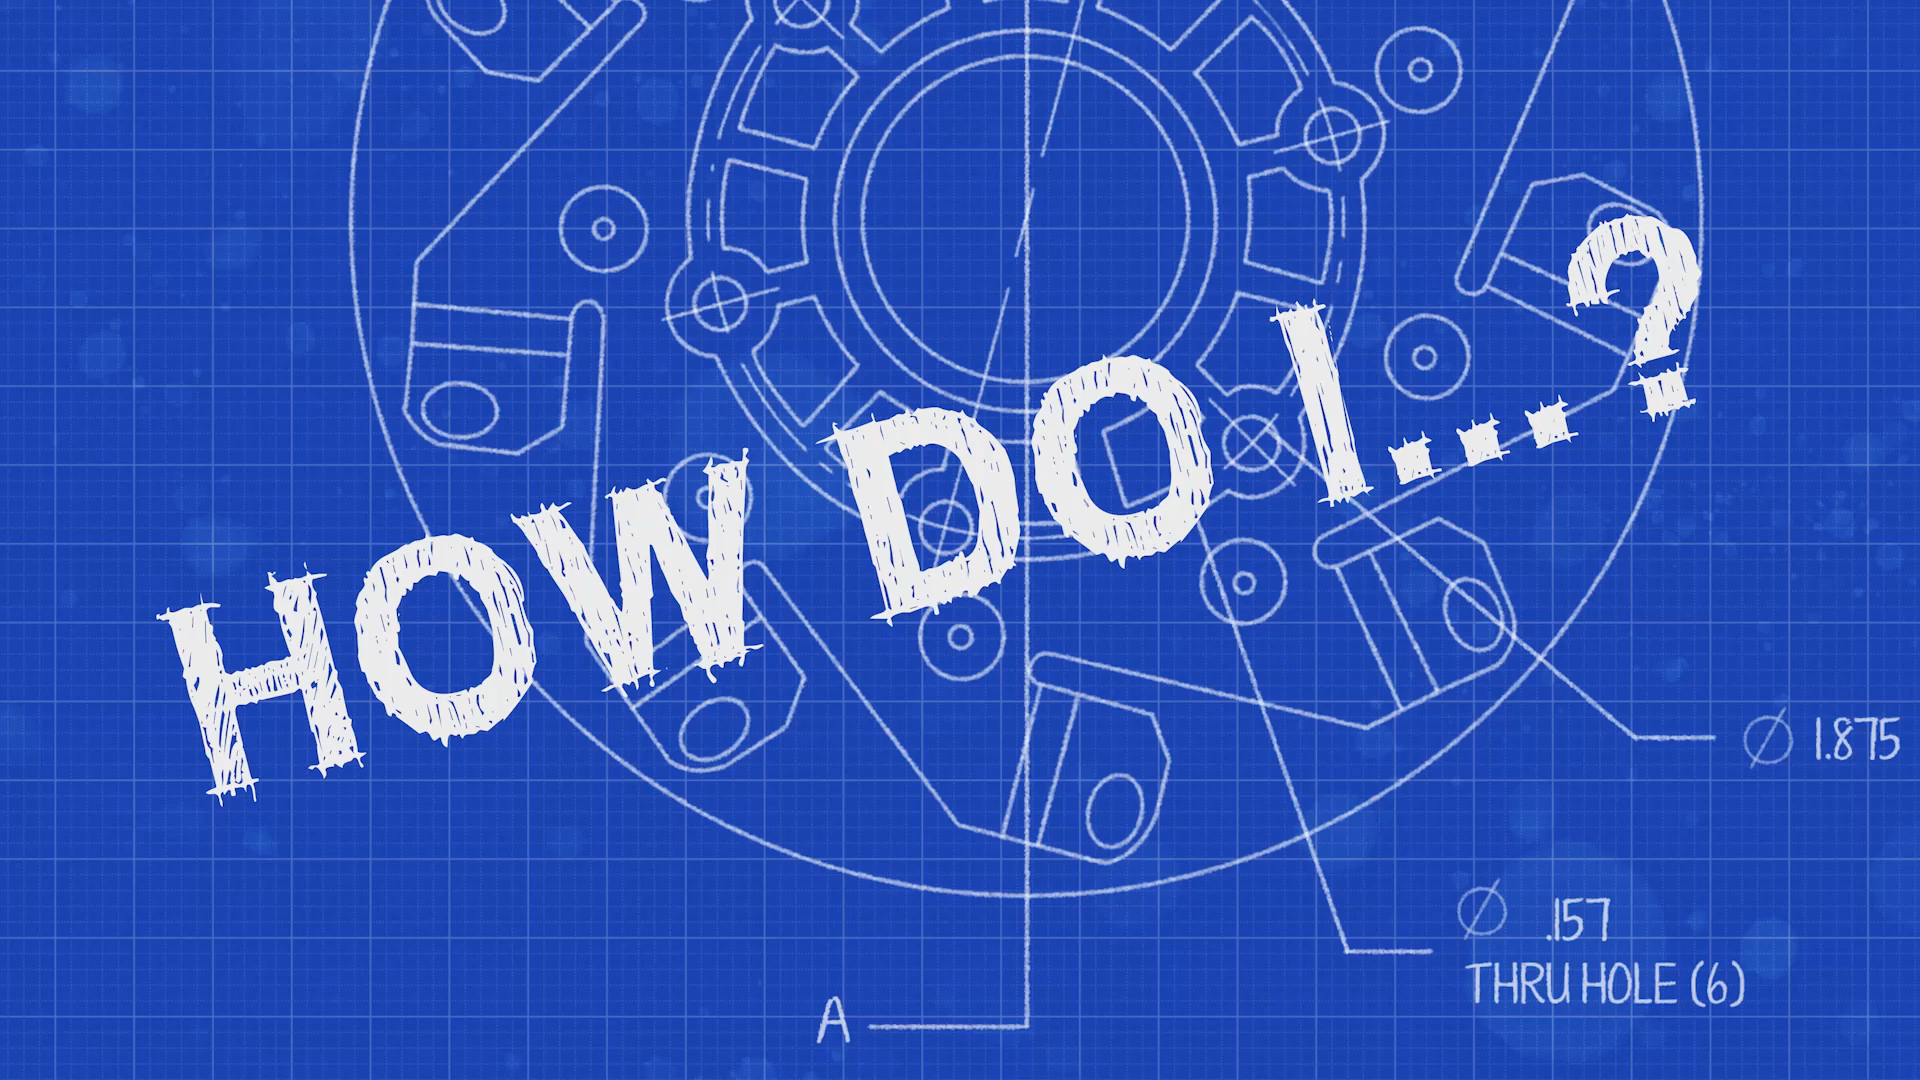 HOW DO I...?
Ø 1.875
Ø .157
THRU HOLE (6)
A